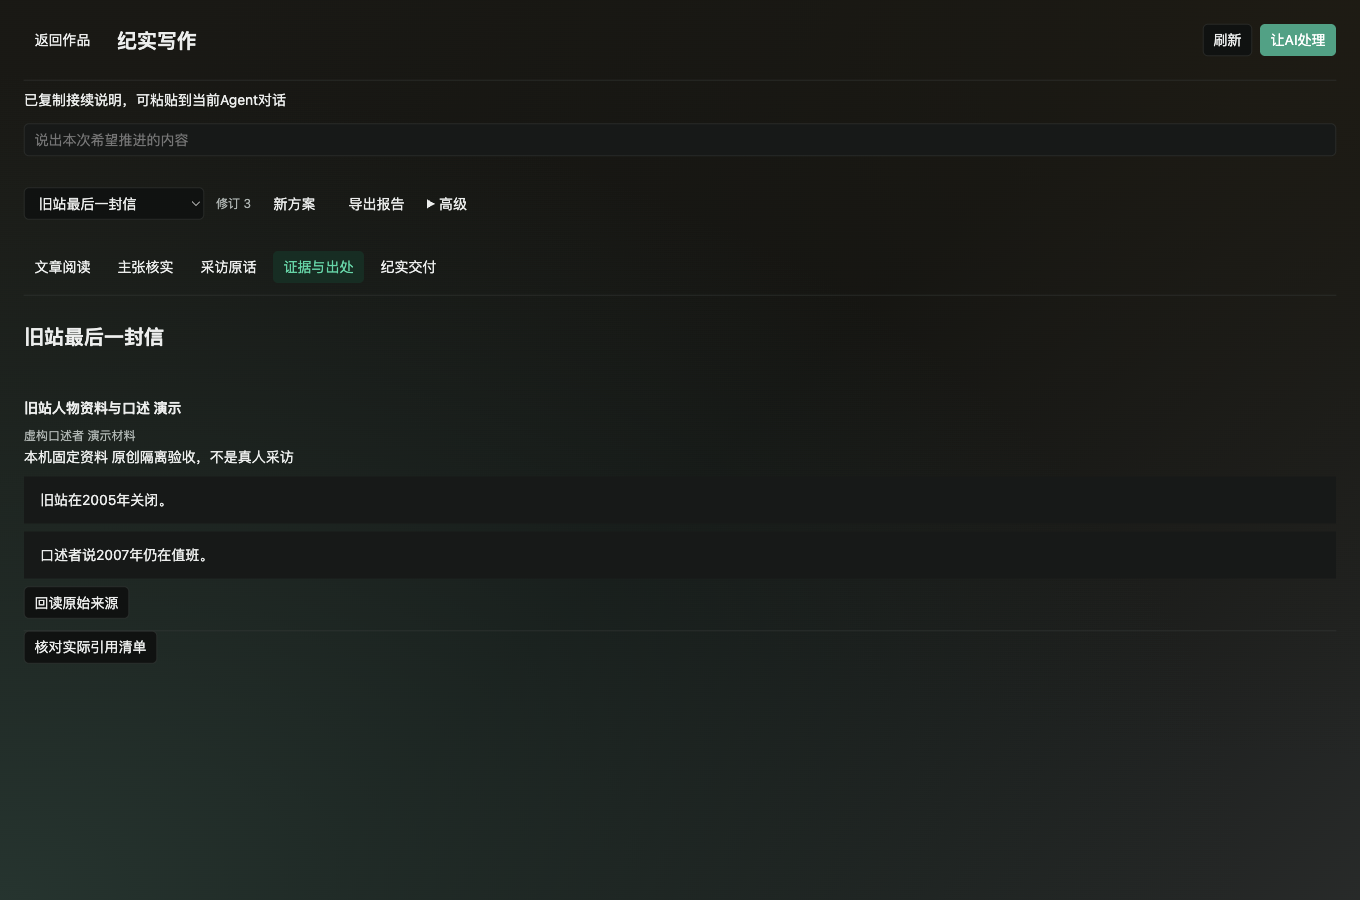 返回作品 纪实写作 刷新 让AI处理
已复制接续说明，可粘贴到当前Agent对话
说出本次希望推进的内容
旧站最后一封信 修订 3 新方案 导出报告 ▶ 高级
文章阅读 主张核实 采访原话 证据与出处 纪实交付
旧站最后一封信
旧站人物资料与口述 演示
虚构口述者 演示材料
本机固定资料 原创隔离验收，不是真人采访
旧站在2005年关闭。
口述者说2007年仍在值班。
回读原始来源
核对实际引用清单